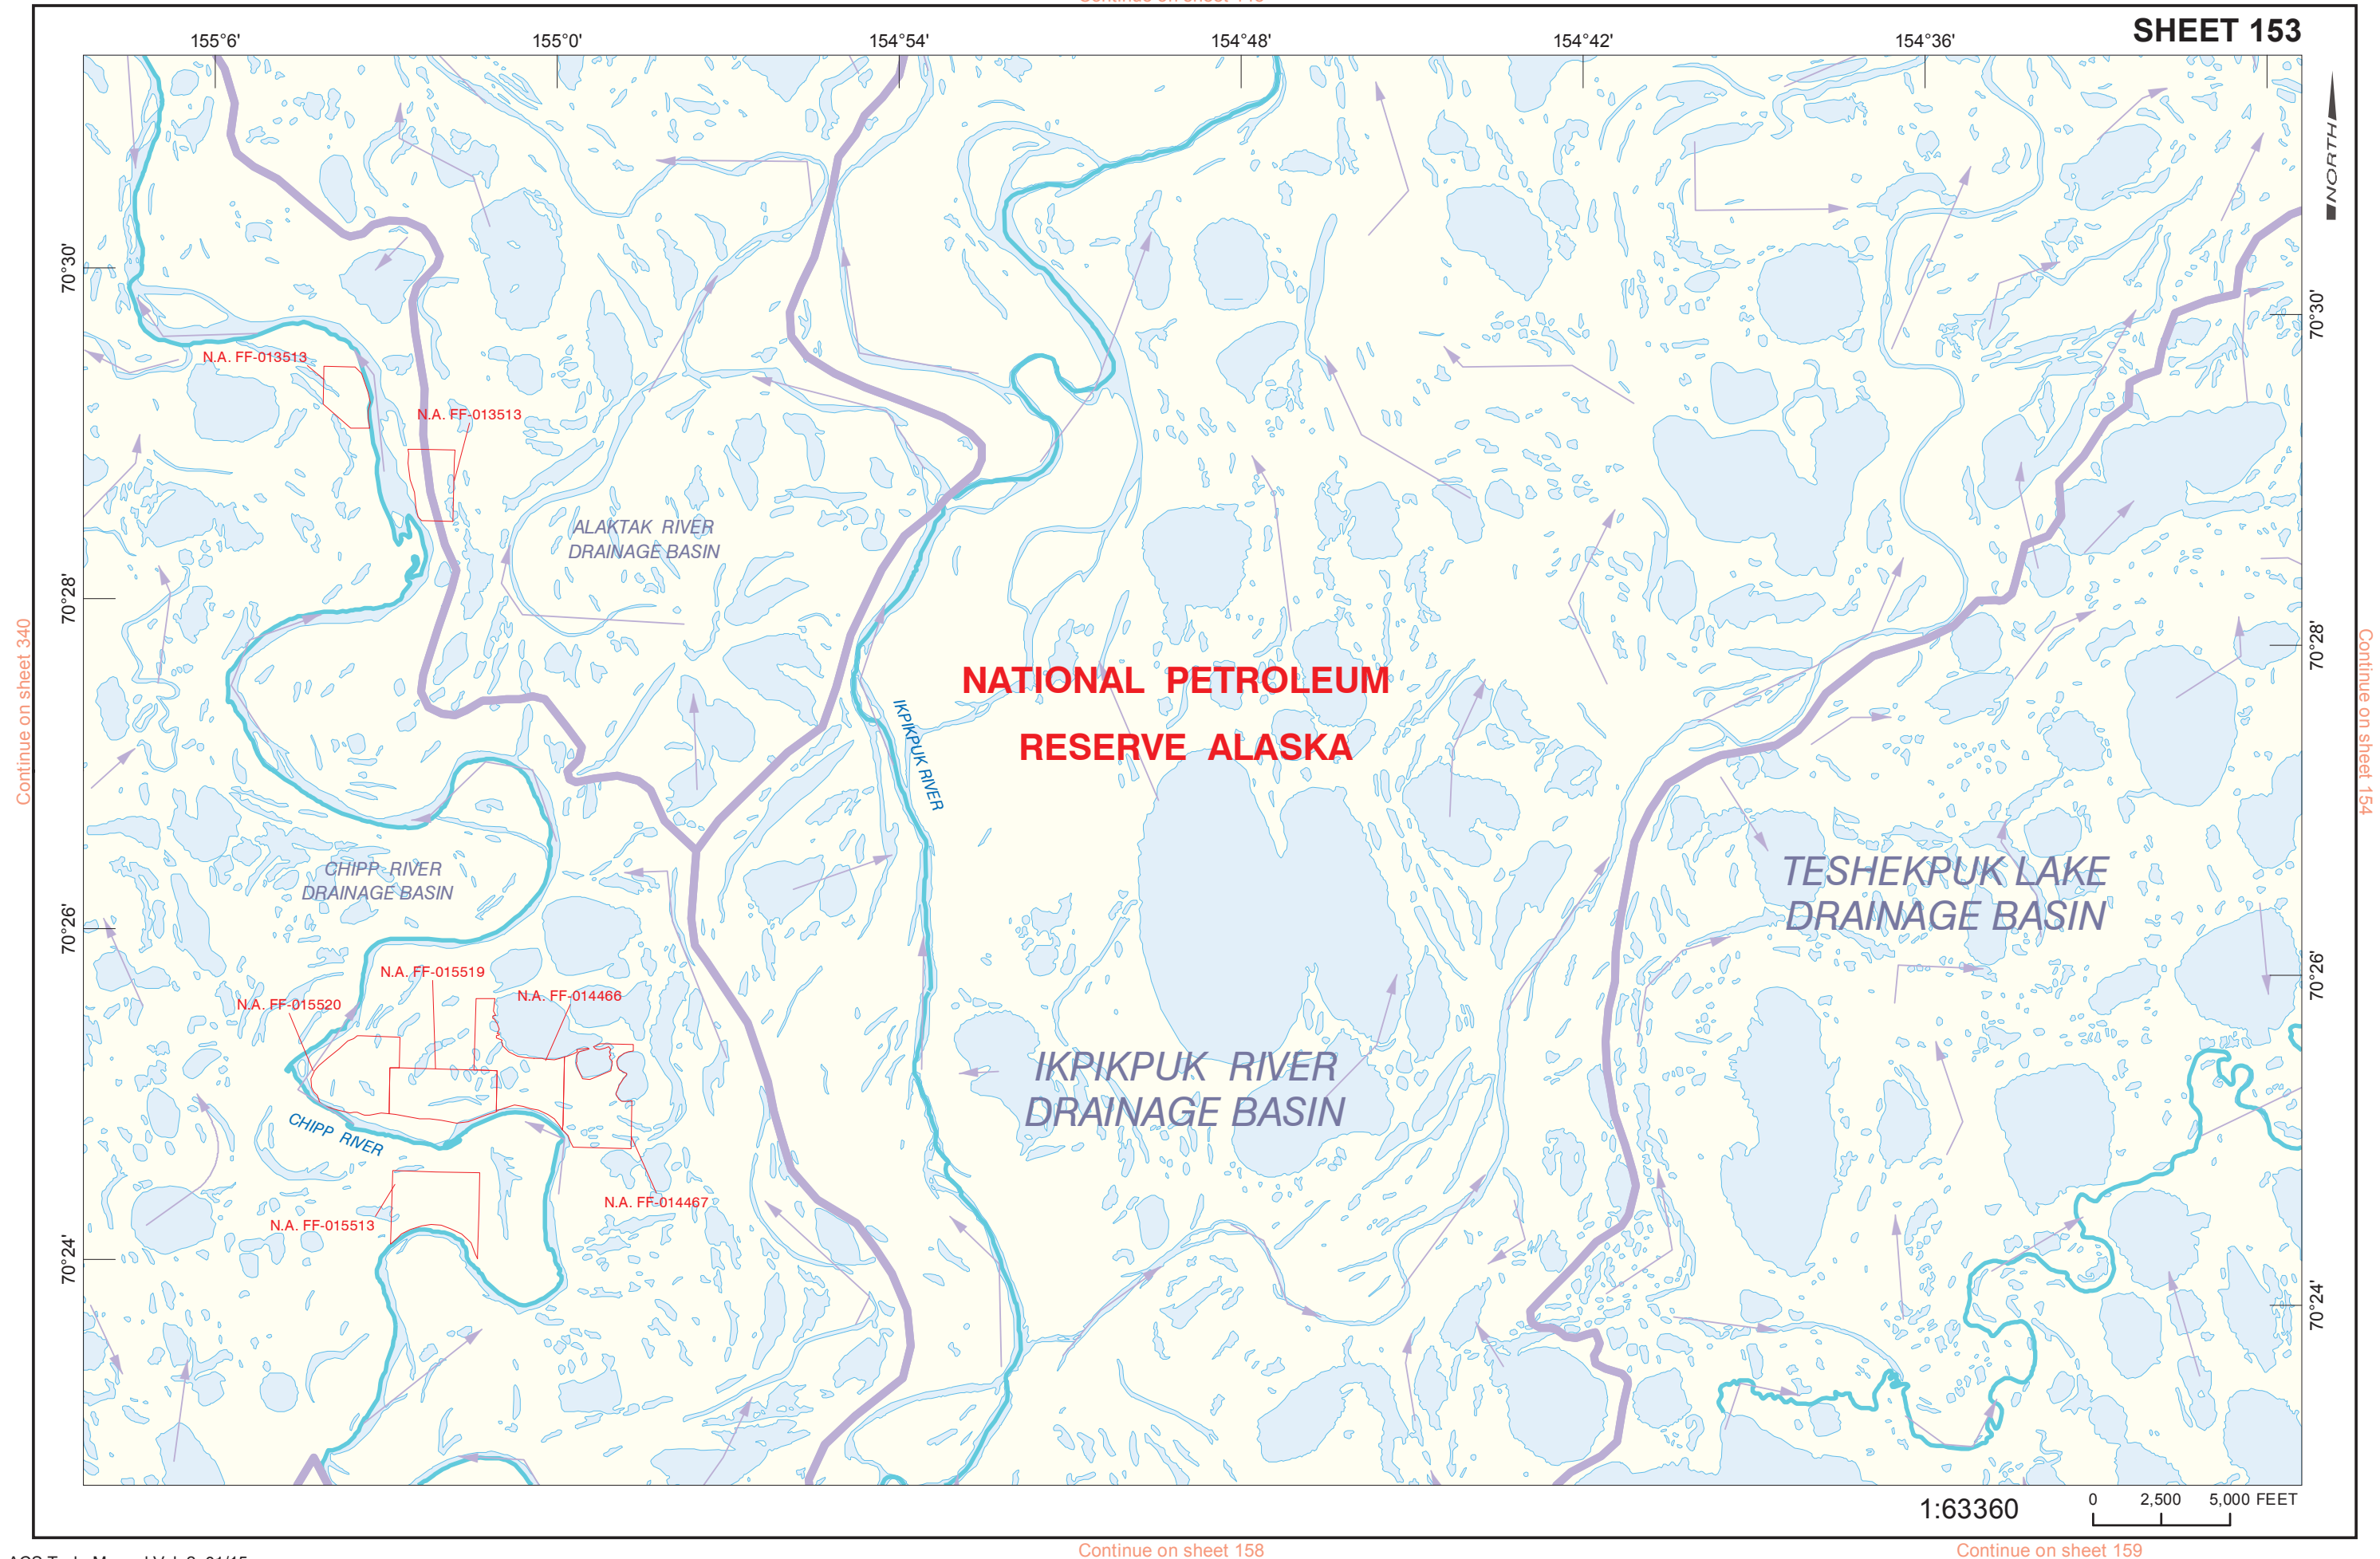 SHEET 153
155°6'
155°0'
154°54'
154°48'
154°42'
154°36'
NORTH
70°30'
70°30'
N.A. FF-013513
N.A. FF-013513
ALAKTAK RIVER
DRAINAGE BASIN
70°28'
70°28'
Continue on sheet 340
Continue on sheet 154
NATIONAL PETROLEUM
RESERVE ALASKA
IKPIKPUK RIVER
CHIPP RIVER
DRAINAGE BASIN
TESHEKPUK LAKE
DRAINAGE BASIN
70°26'
70°26'
N.A. FF-015519
N.A. FF-015520
N.A. FF-014466
IKPIKPUK RIVER
DRAINAGE BASIN
CHIPP RIVER
N.A. FF-014467
N.A. FF-015513
70°24'
70°24'
1:63360
0 2,500 5,000 FEET
Continue on sheet 158
Continue on sheet 159